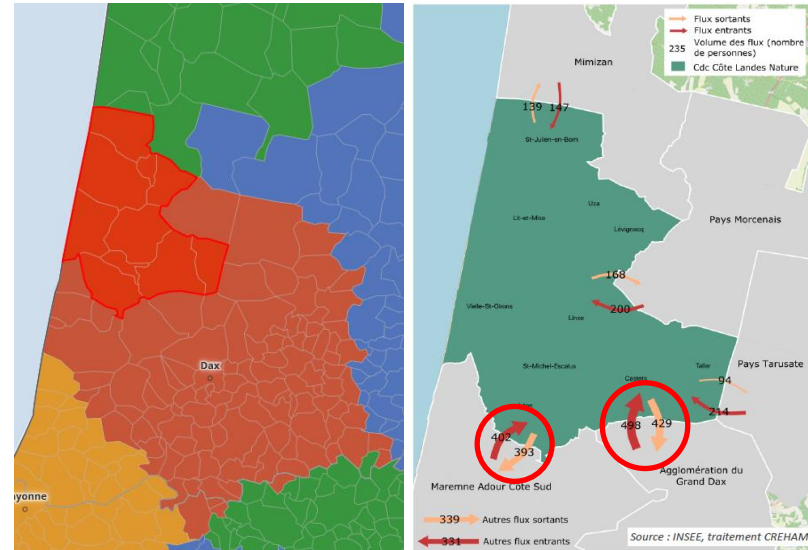 Dax
ayonne
Flux sortants
Flux entrants
235 Volume des flux (nombre
de personnes)
Cdc Côte Landes Nature
Mimizan
139
147
St-Julien-en-Born
Uza
Lit-et-Mixe
Lévignacq
Pays Morcenais
168
200
Vielle-St-Girons
Linxe
St-Michel-Escalus
Castets
Taller
Pays Tarusate
94
214
402
393
498
429
Maremne Adour Côte Sud
Agglomération du
Grand Dax
339 Autres flux sortants
331 Autres flux entrants
Source : INSEE, traitement CREHAM